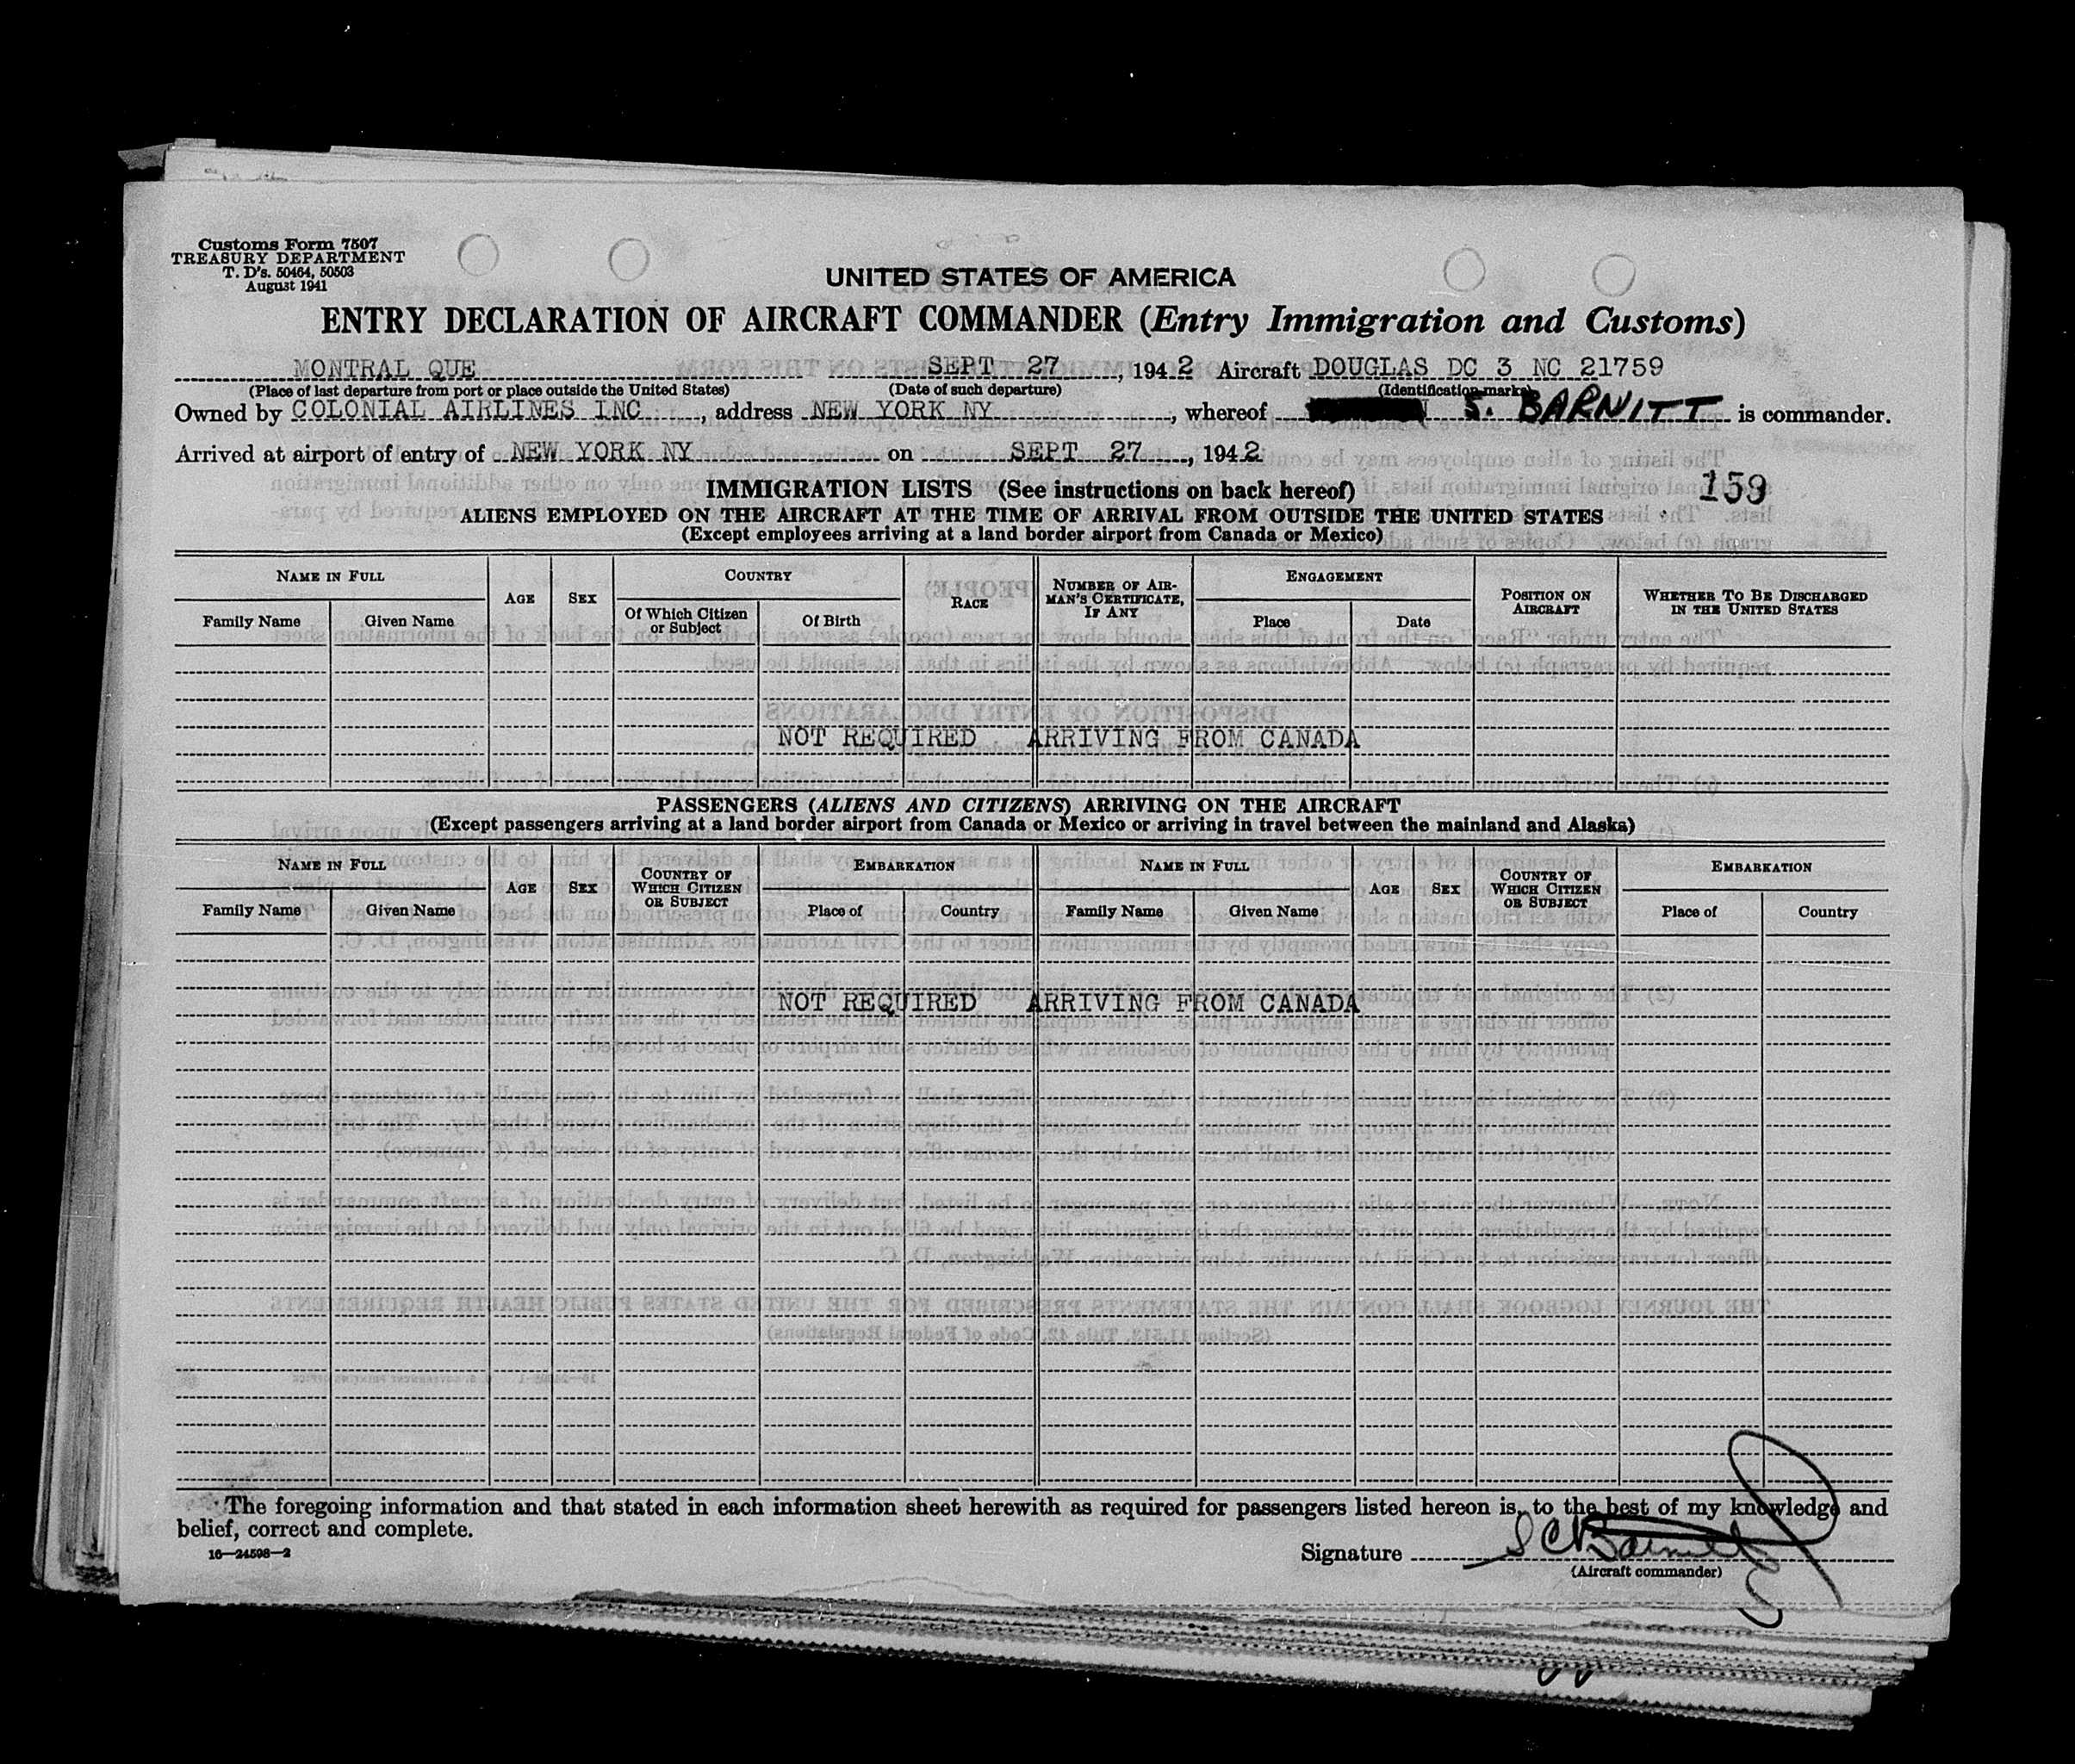 Customs Form 7507
TREASURY DEPARTMENT
T. D's. 50464, 50503
August 1941
UNITED STATES OF AMERICA
ENTRY DECLARATION OF AIRCRAFT COMMANDER (Entry Immigration and Customs)
MONTRAL QUE SEPT 27, 1942 Aircraft DOUGLAS DC 3 NC 21759
(Place of last departure from port or place outside the United States) (Date of such departure) (Identification marks)
Owned by COLONIAL AIRLINES INC, address NEW YORK NY, whereof S. BARNITT is commander.
Arrived at airport of entry of NEW YORK NY on SEPT 27, 1942
159
IMMIGRATION LISTS (See instructions on back hereof)
ALIENS EMPLOYED ON THE AIRCRAFT AT THE TIME OF ARRIVAL FROM OUTSIDE THE UNITED STATES
(Except employees arriving at a land border airport from Canada or Mexico)
NAME IN FULL AGE SEX COUNTRY RACE NUMBER OF AIRMAN'S CERTIFICATE, IF ANY ENGAGEMENT POSITION ON AIRCRAFT WHETHER TO BE DISCHARGED IN THE UNITED STATES
Family Name Given Name Of Which Citizen or Subject Of Birth Place Date
NOT REQUIRED ARRIVING FROM CANADA
PASSENGERS (ALIENS AND CITIZENS) ARRIVING ON THE AIRCRAFT
(Except passengers arriving at a land border airport from Canada or Mexico or arriving in travel between the mainland and Alaska)
NAME IN FULL AGE SEX COUNTRY OF WHICH CITIZEN OR SUBJECT EMBARKATION NAME IN FULL AGE SEX COUNTRY OF WHICH CITIZEN OR SUBJECT EMBARKATION
Family Name Given Name Place of Country Family Name Given Name Place of Country
NOT REQUIRED ARRIVING FROM CANADA
The foregoing information and that stated in each information sheet herewith as required for passengers listed hereon is, to the best of my knowledge and
belief, correct and complete.
16—24598—2
Signature S C Barnitt
(Aircraft commander)